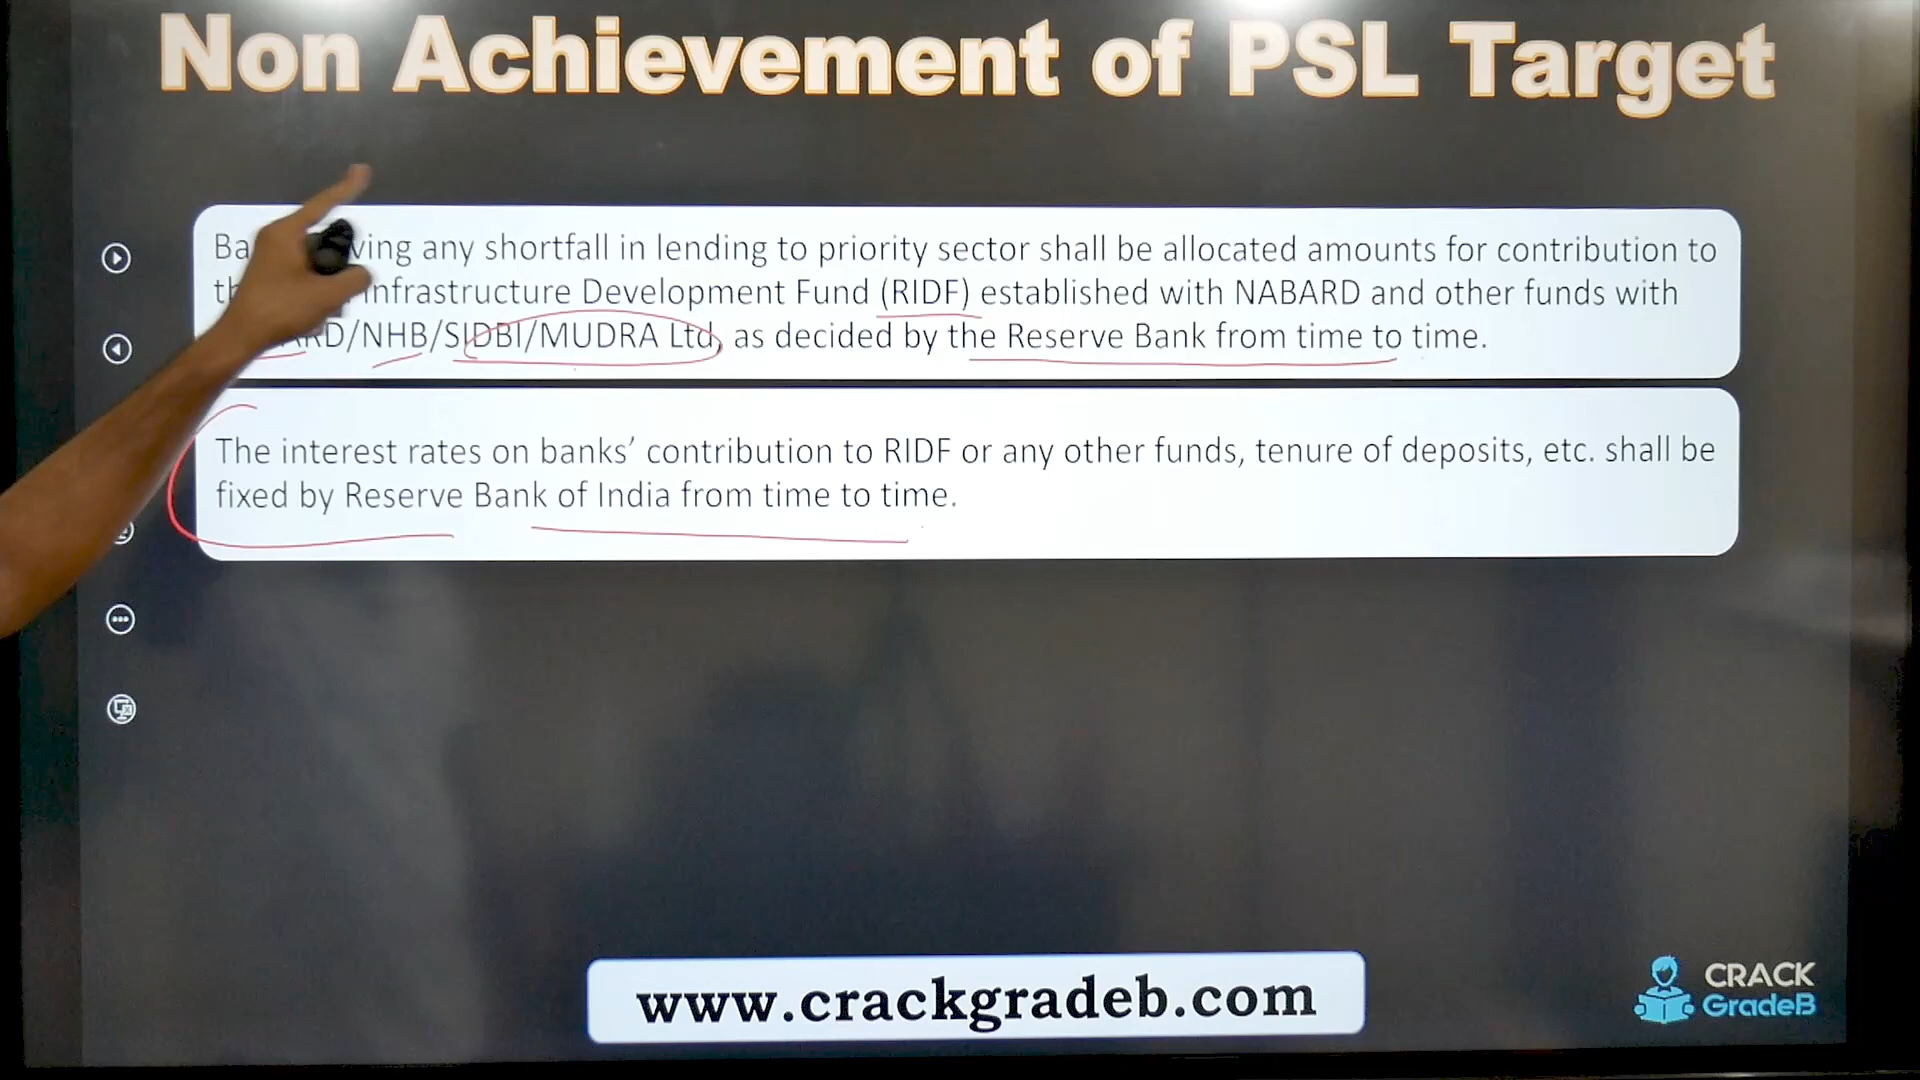 Non Achievement of PSL Target
any shortfall in lending to priority sector shall be allocated amounts for contribution to
Infrastructure Development Fund (RIDF) established with NABARD and other funds with
/NHB/SIDBI/MUDRA Ltd, as decided by the Reserve Bank from time to time.
The interest rates on banks’ contribution to RIDF or any other funds, tenure of deposits, etc. shall be
fixed by Reserve Bank of India from time to time.
www.crackgradeb.com
CRACK
GradeB